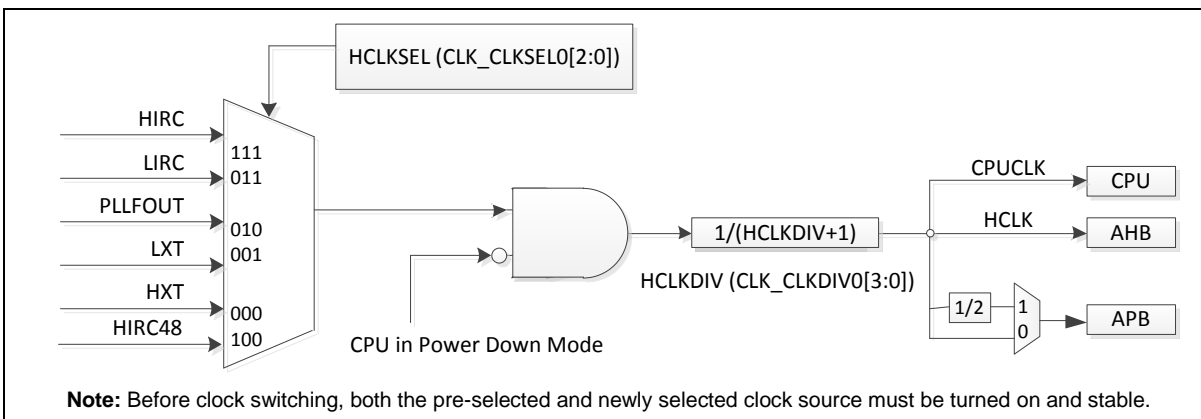 HCLKSEL (CLK_CLKSEL0[2:0])
HIRC
111
LIRC
011
PLLFOUT
010
LXT
001
HXT
000
HIRC48
100
CPU in Power Down Mode
1/(HCLKDIV+1)
HCLKDIV (CLK_CLKDIV0[3:0])
CPUCLK
CPU
HCLK
AHB
1/2
1
0
APB
Note: Before clock switching, both the pre-selected and newly selected clock source must be turned on and stable.